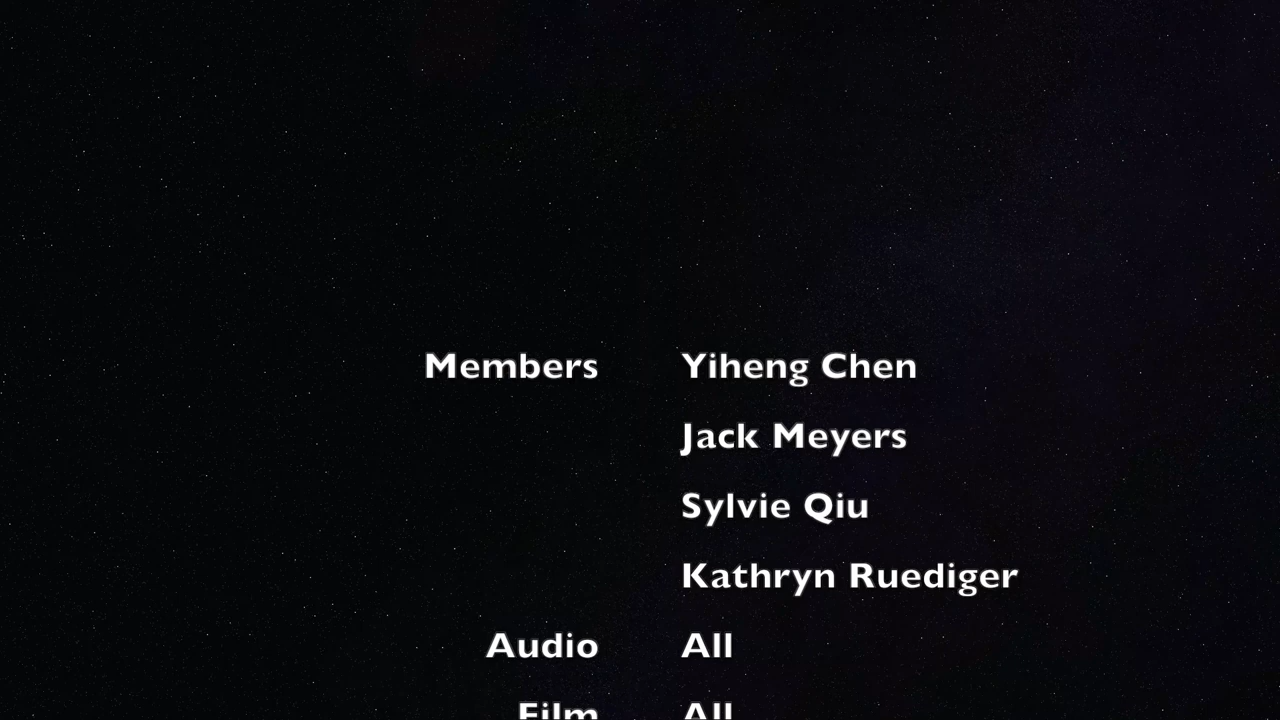 Members Yiheng Chen
Jack Meyers
Sylvie Qiu
Kathryn Ruediger
Audio All
Film All